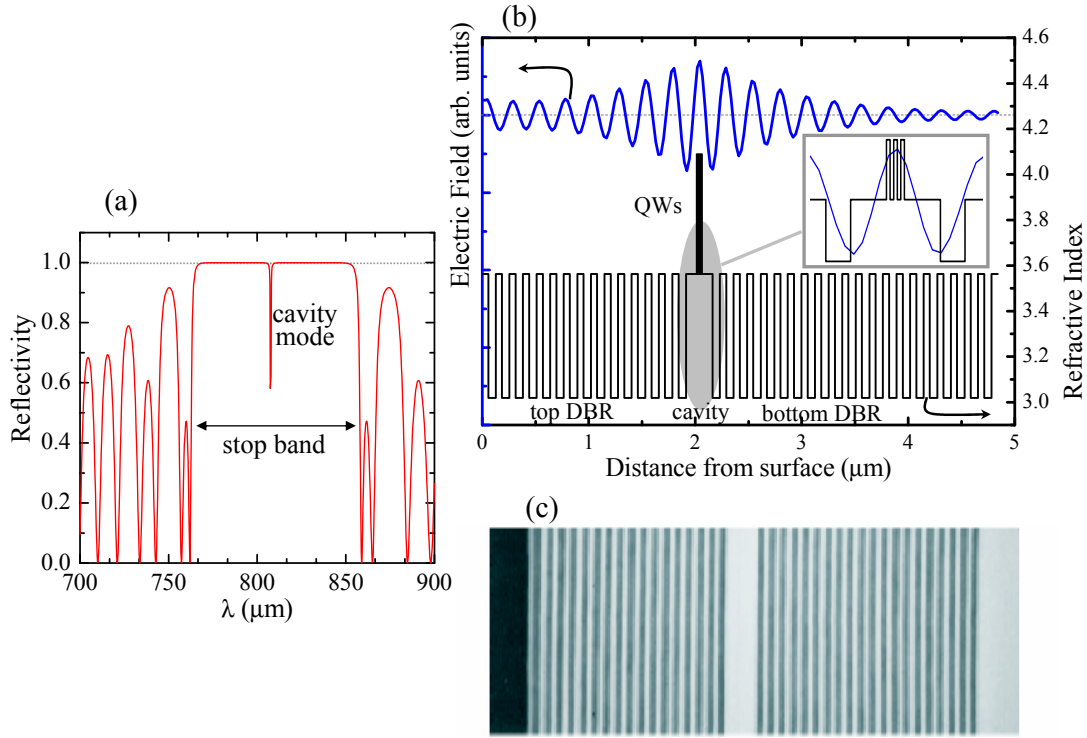 (a)
Reflectivity
1.0
0.8
0.6
0.4
0.2
0.0
cavity
mode
stop band
700
750
800
850
900
λ (μm)
(b)
Electric Field (arb. units)
4.6
4.4
4.2
4.0
3.8
3.6
3.4
3.2
3.0
Refractive Index
QWs
top DBR
cavity
bottom DBR
0
1
2
3
4
5
Distance from surface (μm)
(c)